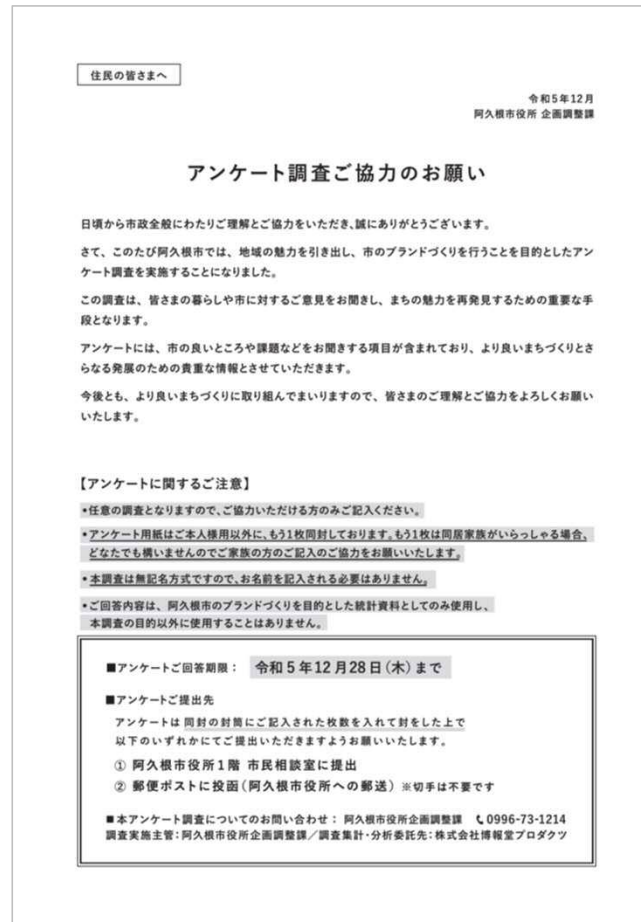 住民の皆さまへ
令和5年12月
阿久根市役所 企画調整課
アンケート調査ご協力のお願い
日頃から市政全般にわたりご理解とご協力をいただき、誠にありがとうございます。
さて、このたび阿久根市では、地域の魅力を引き出し、市のブランドづくりを行うことを目的としたアン
ケート調査を実施することになりました。
この調査は、皆さまの暮らしや市に対するご意見をお聞きし、まちの魅力を再発見するための重要な手
段となります。
アンケートには、市の良いところや課題などをお聞きする項目が含まれており、より良いまちづくりとさ
らなる発展のための貴重な情報とさせていただきます。
今後とも、より良いまちづくりに取り組んでまいりますので、皆さまのご理解とご協力をよろしくお願い
いたします。
【アンケートに関するご注意】
•任意の調査となりますので、ご協力いただける方のみご記入ください。
•アンケート用紙はご本人様用以外に、もう1枚同封しております。もう1枚は同居家族がいらっしゃる場合、
どなたでも構いませんのでご家族の方のご記入のご協力をお願いいたします。
•本調査は無記名方式ですので、お名前を記入される必要はありません。
•ご回答内容は、阿久根市のブランドづくりを目的とした統計資料としてのみ使用し、
本調査の目的以外に使用することはありません。
■アンケートご回答期限： 令和5年12月28日(木)まで
■アンケートご提出先
アンケートは同封の封筒にご記入された枚数を入れて封をした上で
以下のいずれかにてご提出いただきますようお願いいたします。
① 阿久根市役所1階 市民相談室に提出
② 郵便ポストに投函(阿久根市役所への郵送) ※切手は不要です
■本アンケート調査についてのお問い合わせ： 阿久根市役所企画調整課 📞0996-73-1214
調査実施主管：阿久根市役所企画調整課／調査集計・分析委託先：株式会社博報堂プロダクツ